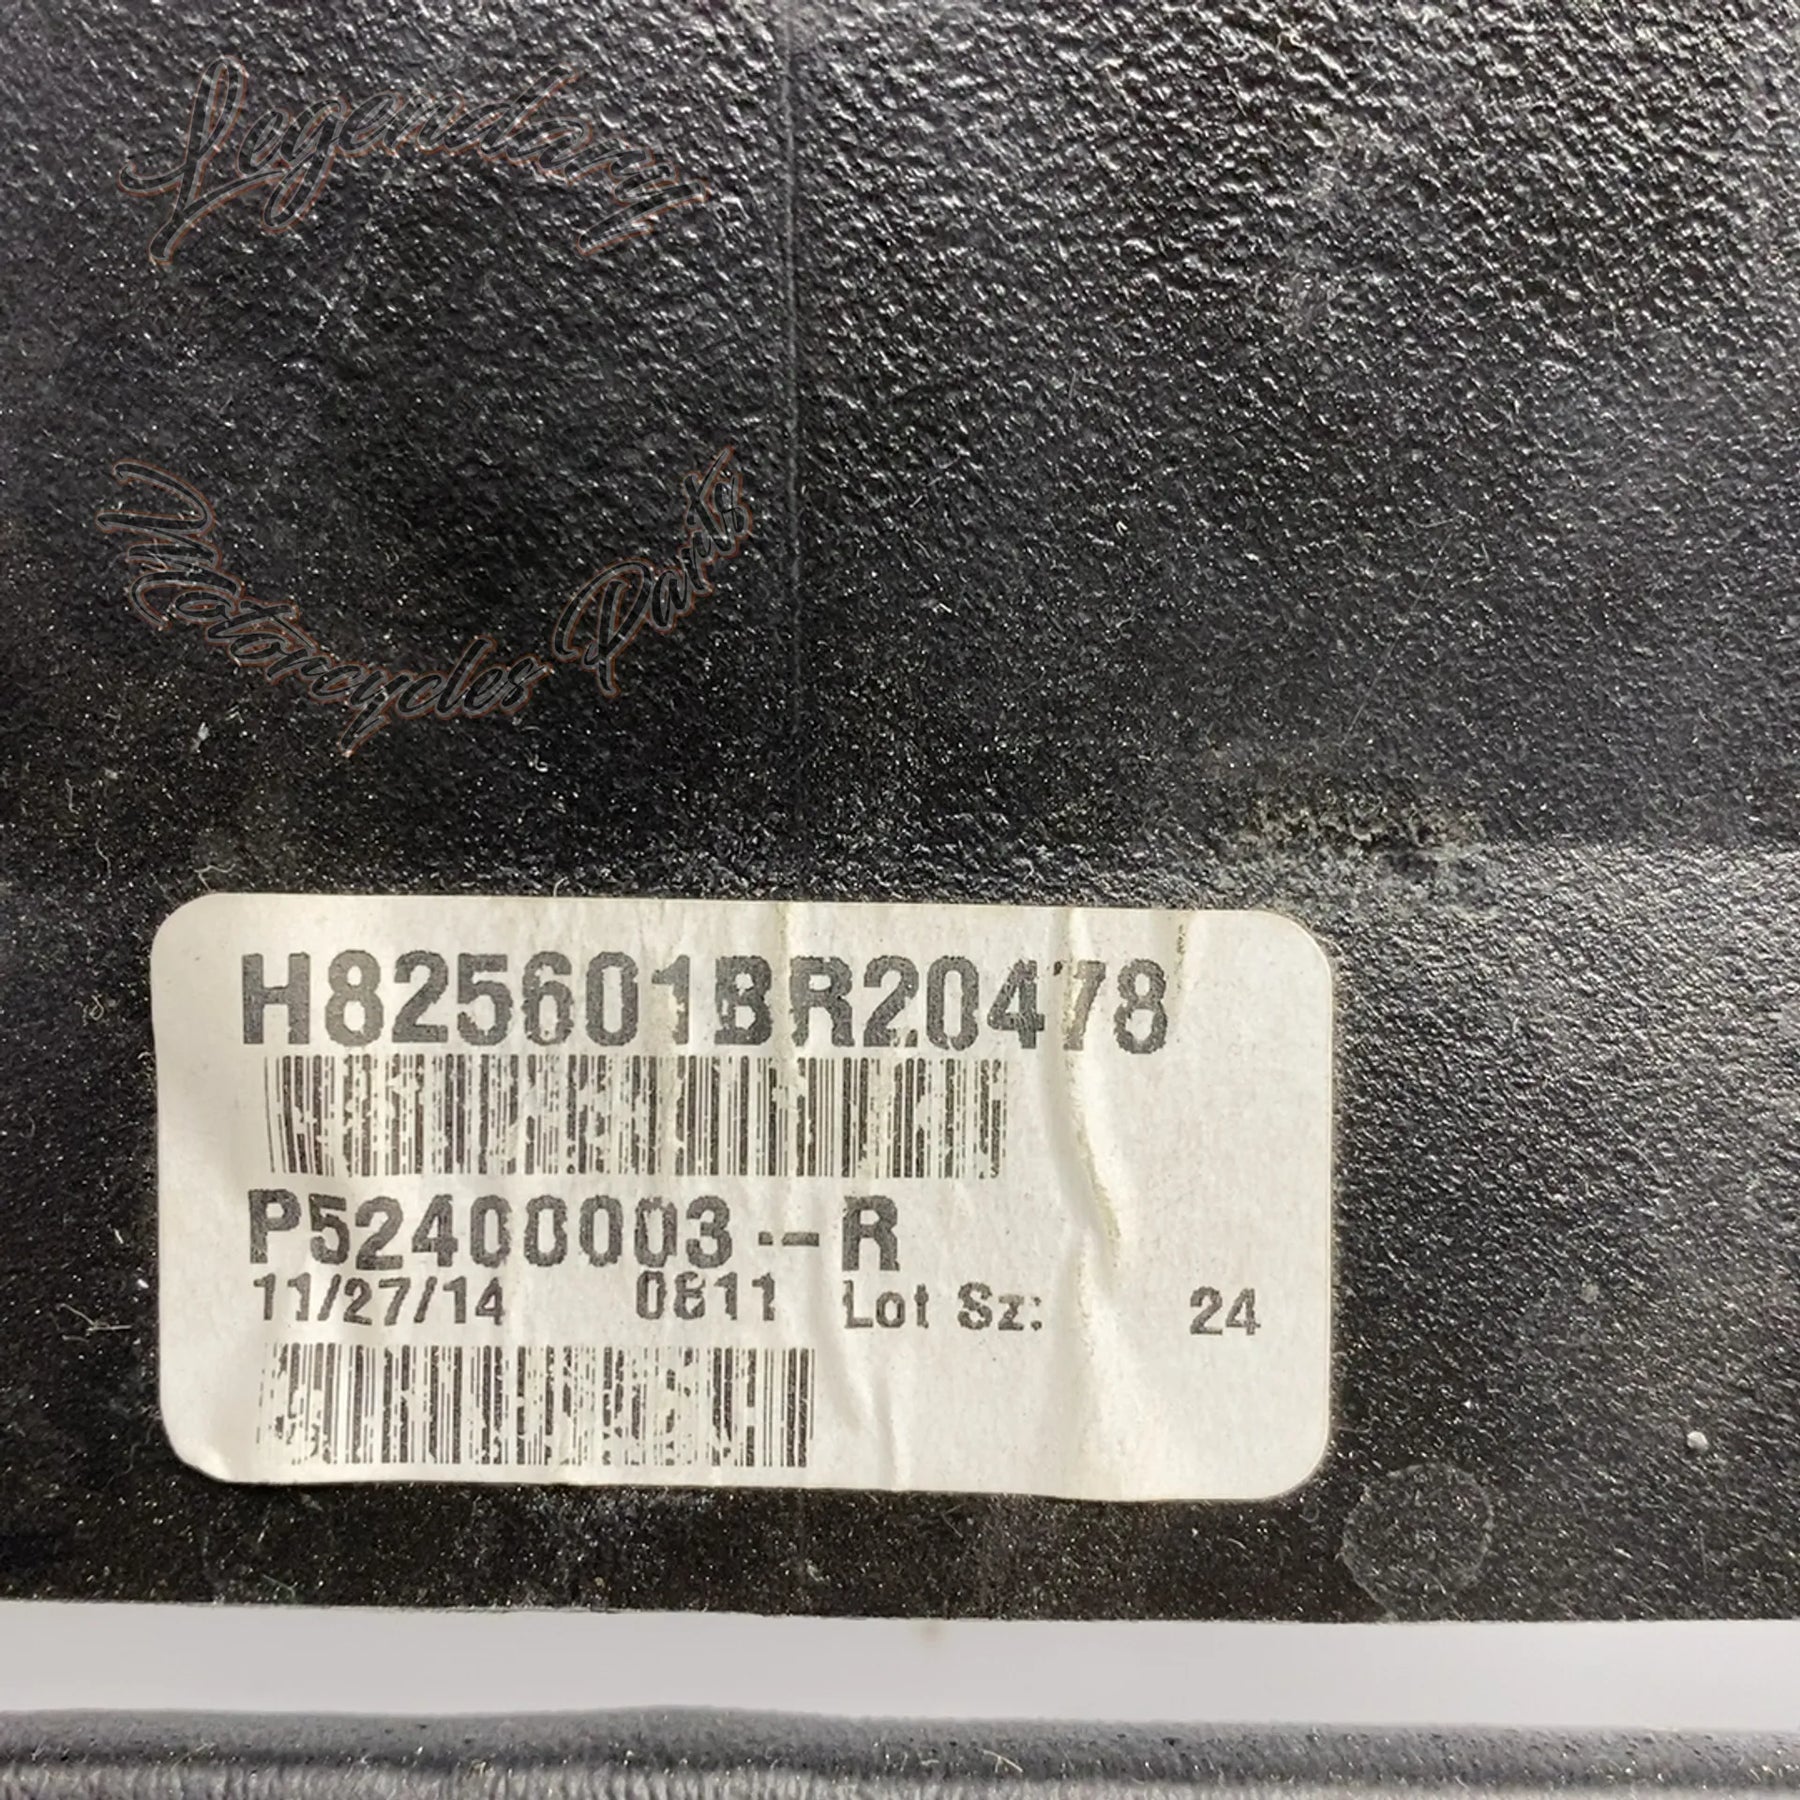 Legendary
Motorcycles Parts
H825601BR20478
P52400003--R
11/27/14 0811 Lot Sz: 24